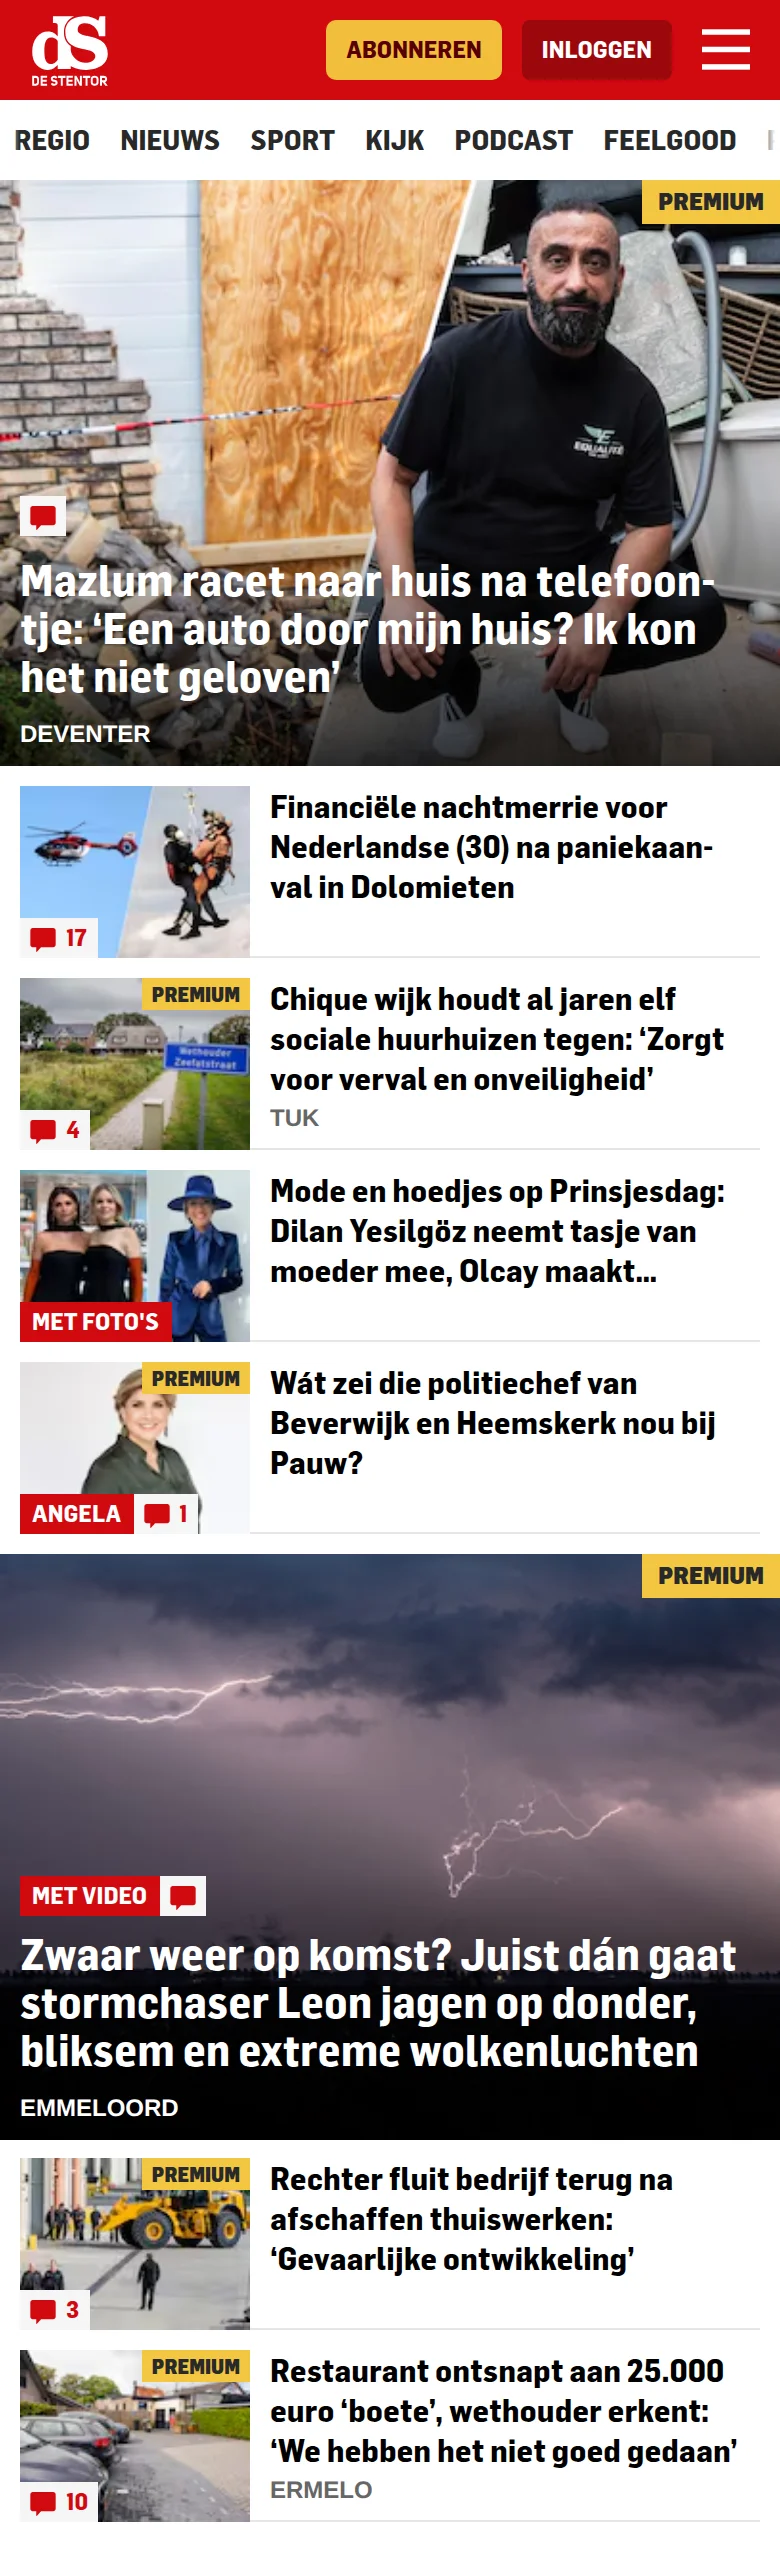 dS
DE STENTOR
ABONNEREN
INLOGGEN
REGIO NIEUWS SPORT KIJK PODCAST FEELGOOD
PREMIUM
EQUALITÉ
Mazlum racet naar huis na telefoon-
tje: ‘Een auto door mijn huis? Ik kon
het niet geloven’
DEVENTER
Financiële nachtmerrie voor
Nederlandse (30) na paniekaan-
val in Dolomieten
17
PREMIUM
Chique wijk houdt al jaren elf
sociale huurhuizen tegen: ‘Zorgt
voor verval en onveiligheid’
TUK
Wethouder
Zeefatstraat
4
Mode en hoedjes op Prinsjesdag:
Dilan Yesilgöz neemt tasje van
moeder mee, Olcay maakt...
MET FOTO'S
PREMIUM
Wát zei die politiechef van
Beverwijk en Heemskerk nou bij
Pauw?
ANGELA
1
PREMIUM
MET VIDEO
Zwaar weer op komst? Juist dán gaat
stormchaser Leon jagen op donder,
bliksem en extreme wolkenluchten
EMMELOORD
PREMIUM
Rechter fluit bedrijf terug na
afschaffen thuiswerken:
‘Gevaarlijke ontwikkeling’
3
PREMIUM
Restaurant ontsnapt aan 25.000
euro ‘boete’, wethouder erkent:
‘We hebben het niet goed gedaan’
ERMELO
10